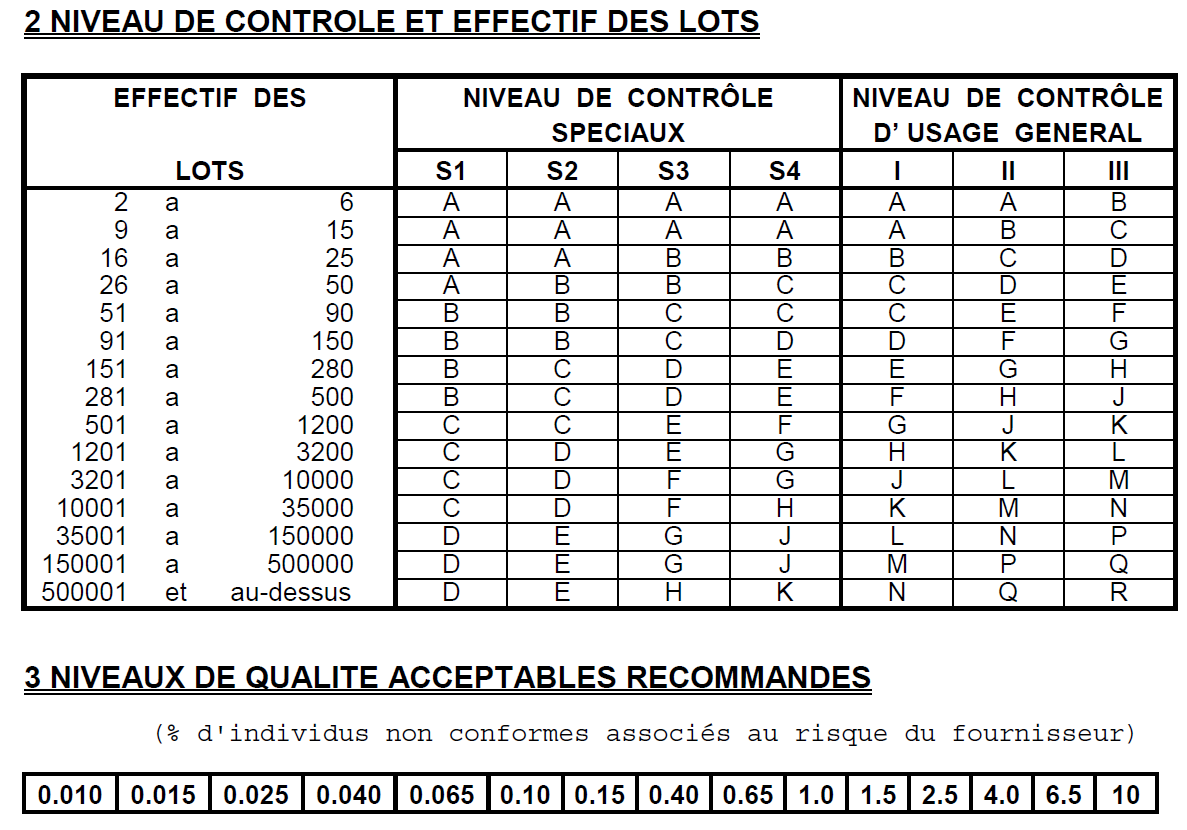 2 NIVEAU DE CONTROLE ET EFFECTIF DES LOTS
EFFECTIF DES LOTS NIVEAU DE CONTRÔLE SPECIAUX NIVEAU DE CONTRÔLE D’ USAGE GENERAL
S1 S2 S3 S4 I II III
2 a 6 A A A A A A B
9 a 15 A A A A A B C
16 a 25 A A B B B C D
26 a 50 A B B C C D E
51 a 90 B B C C C E F
91 a 150 B B C D D F G
151 a 280 B C D E E G H
281 a 500 B C D E F H J
501 a 1200 C C E F G J K
1201 a 3200 C D E G H K L
3201 a 10000 C D F G J L M
10001 a 35000 C D F H K M N
35001 a 150000 D E G J L N P
150001 a 500000 D E G J M P Q
500001 et au-dessus D E H K N Q R
3 NIVEAUX DE QUALITE ACCEPTABLES RECOMMANDES
(% d'individus non conformes associés au risque du fournisseur)
0.010 0.015 0.025 0.040 0.065 0.10 0.15 0.40 0.65 1.0 1.5 2.5 4.0 6.5 10